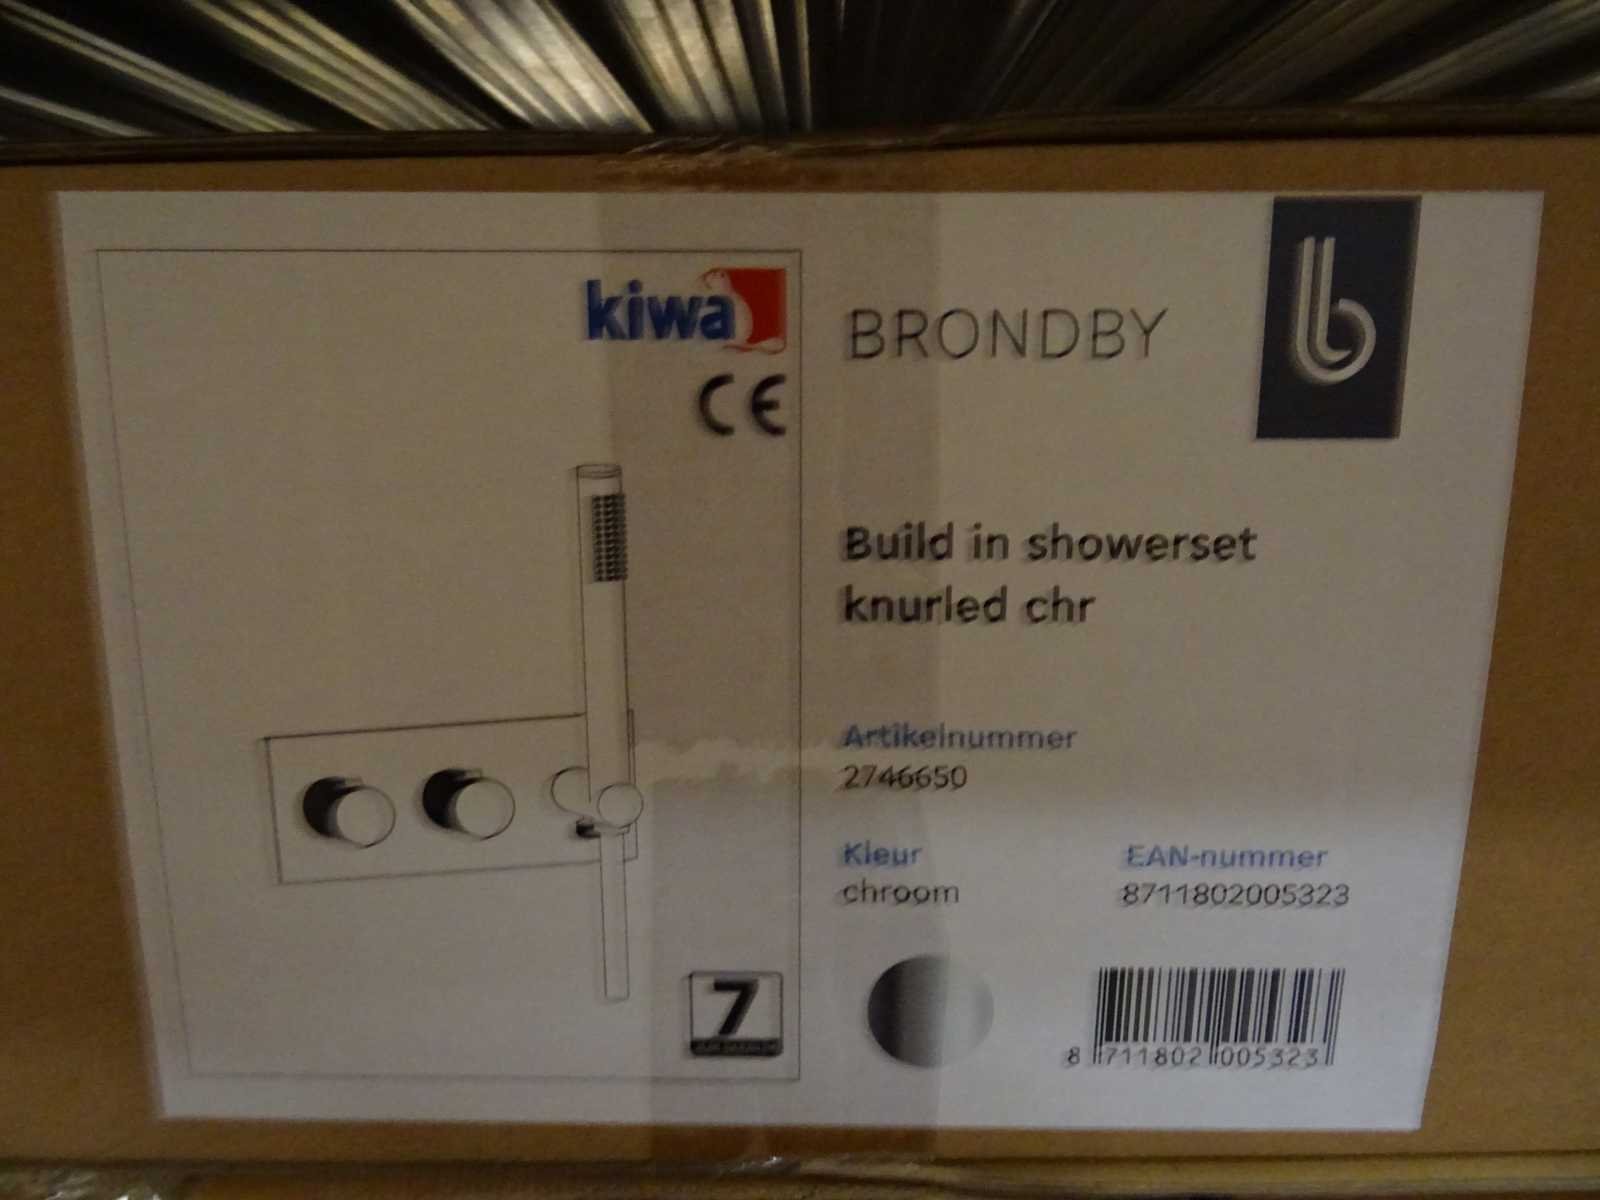 kiwa
CE
BRONDBY
b
Build in showerset
knurled chr
Artikelnummer
2746650
Kleur
chroom
EAN-nummer
8711802005323
7
8 711802 005323